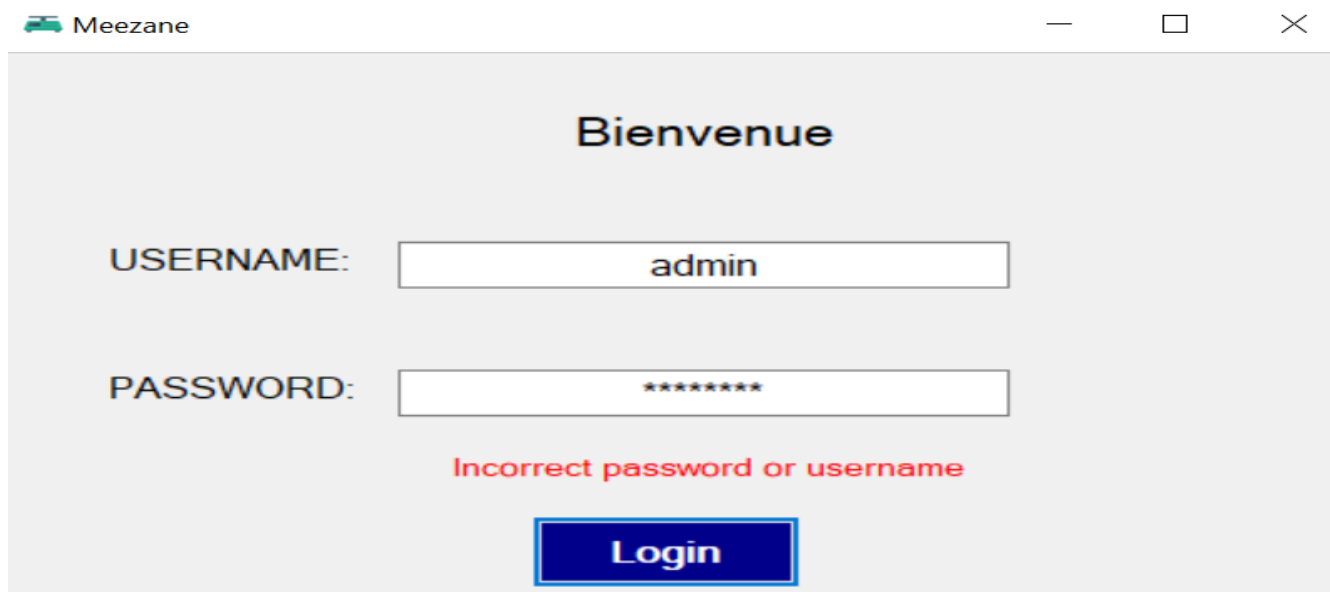 Meezane
Bienvenue
USERNAME: admin
PASSWORD: ********
Incorrect password or username
Login